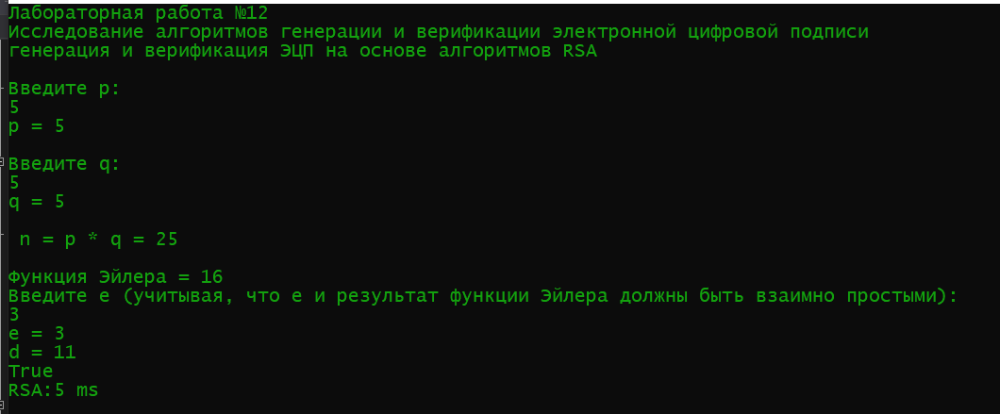 Лабораторная работа №12
Исследование алгоритмов генерации и верификации электронной цифровой подписи
генерация и верификация ЭЦП на основе алгоритмов RSA
Введите p:
5
p = 5
Введите q:
5
q = 5
n = p * q = 25
Функция Эйлера = 16
Введите e (учитывая, что e и результат функции Эйлера должны быть взаимно простыми):
3
e = 3
d = 11
True
RSA:5 ms